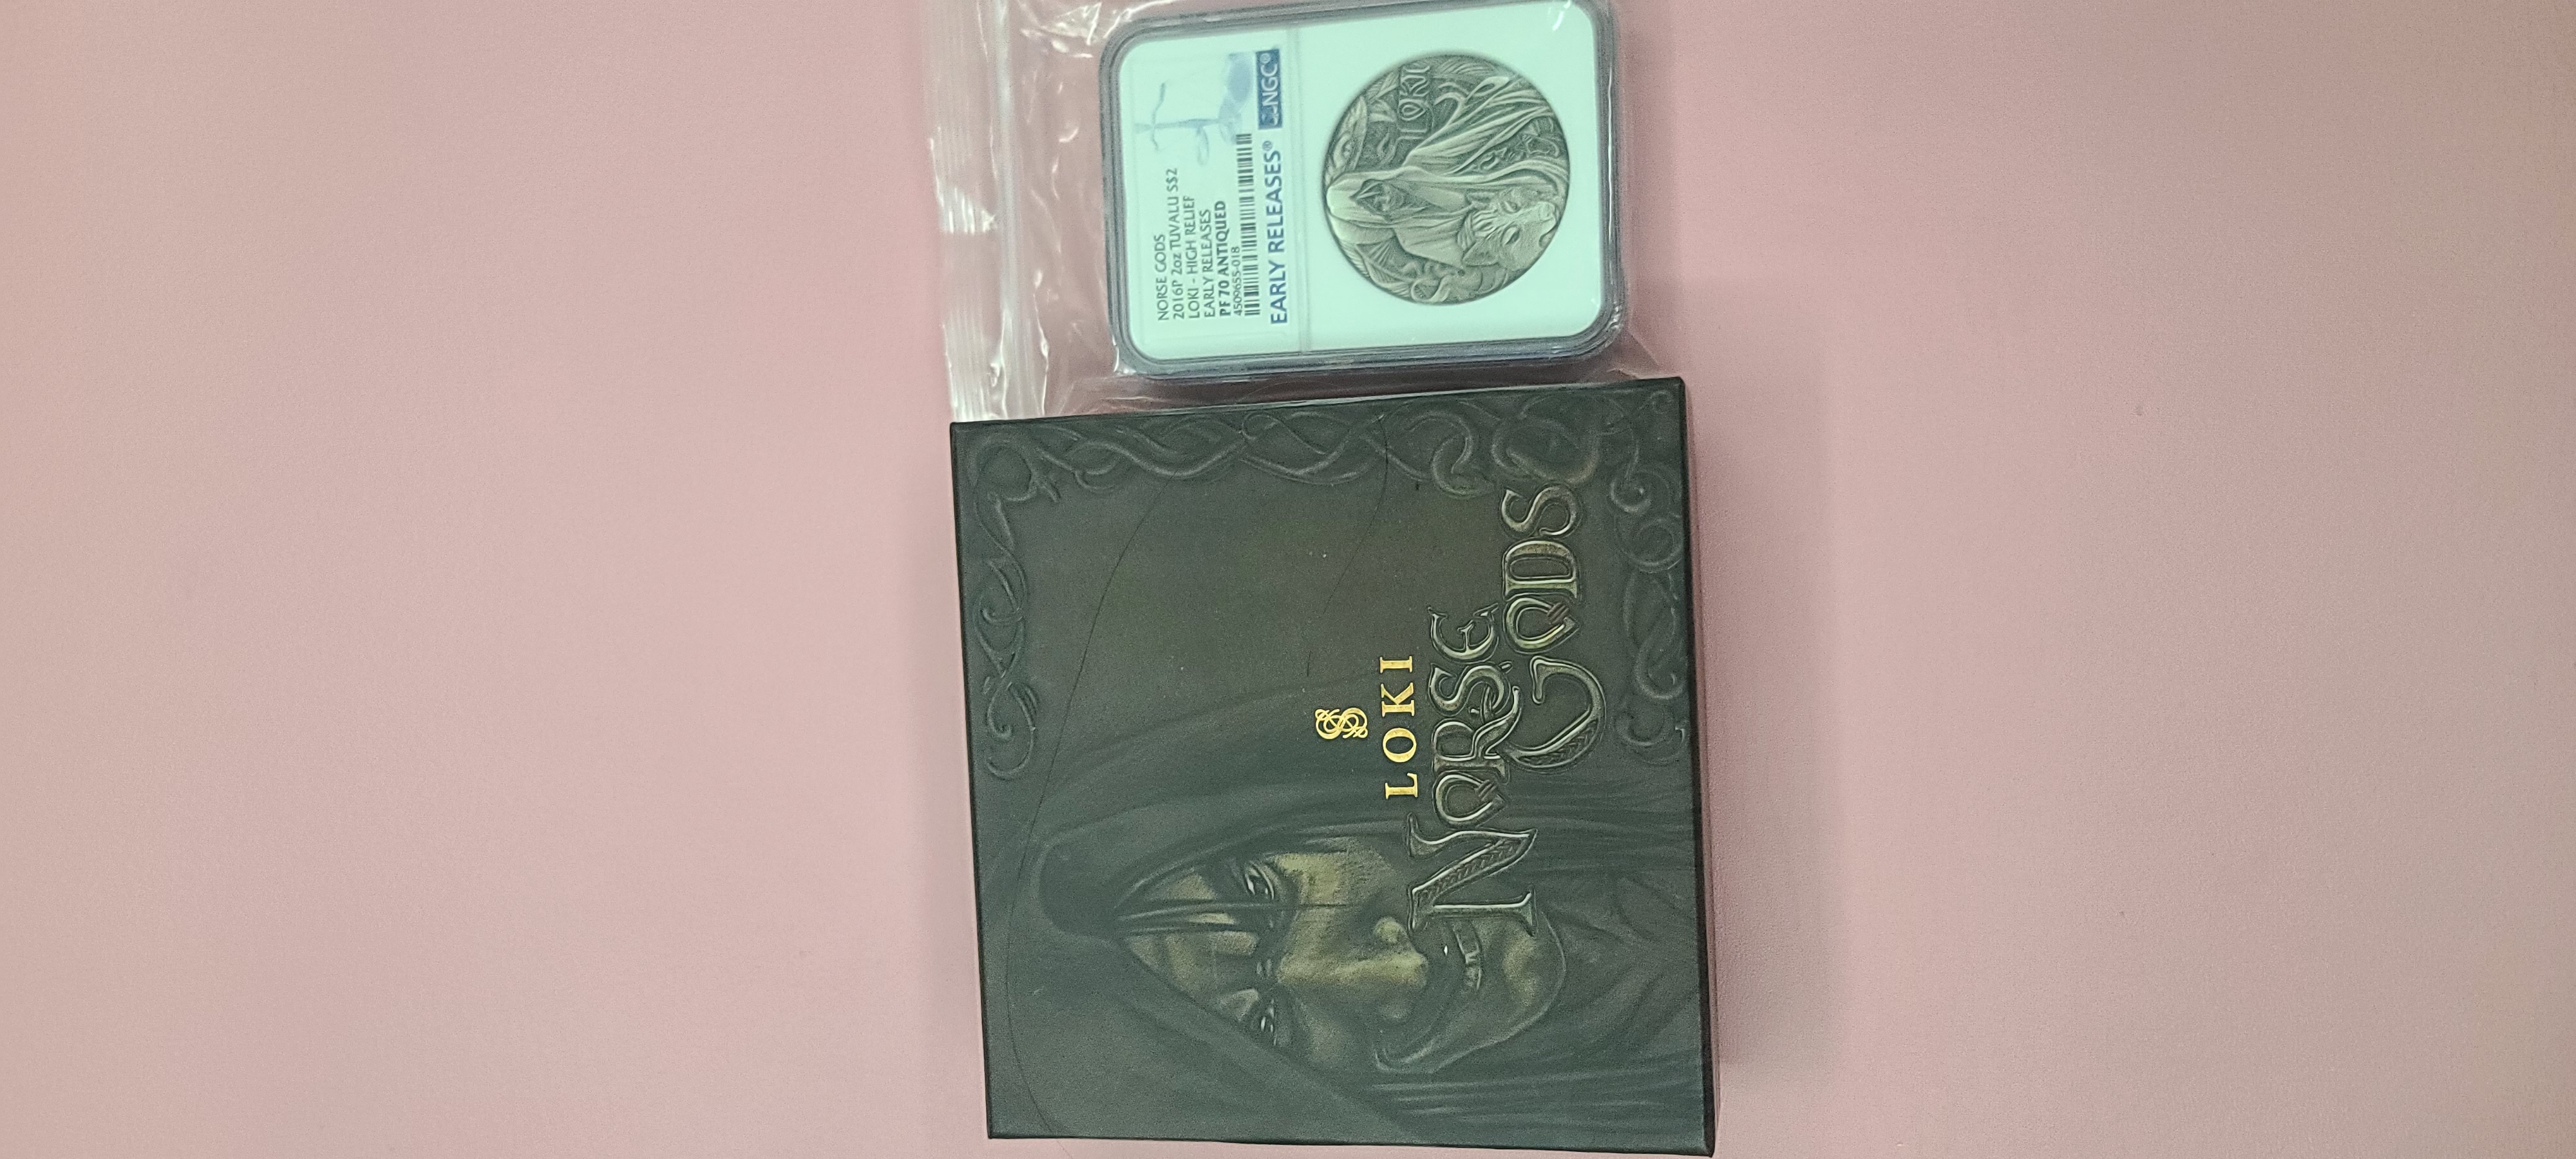 NORSE GODS
2016P 2oz TUVALU S$2
LOKI - HIGH RELIEF
EARLY RELEASES
PF 70 ANTIQUED
4509655-018
EARLY RELEASES® NGC®
LOKI
LOKI
NORSE
GODS